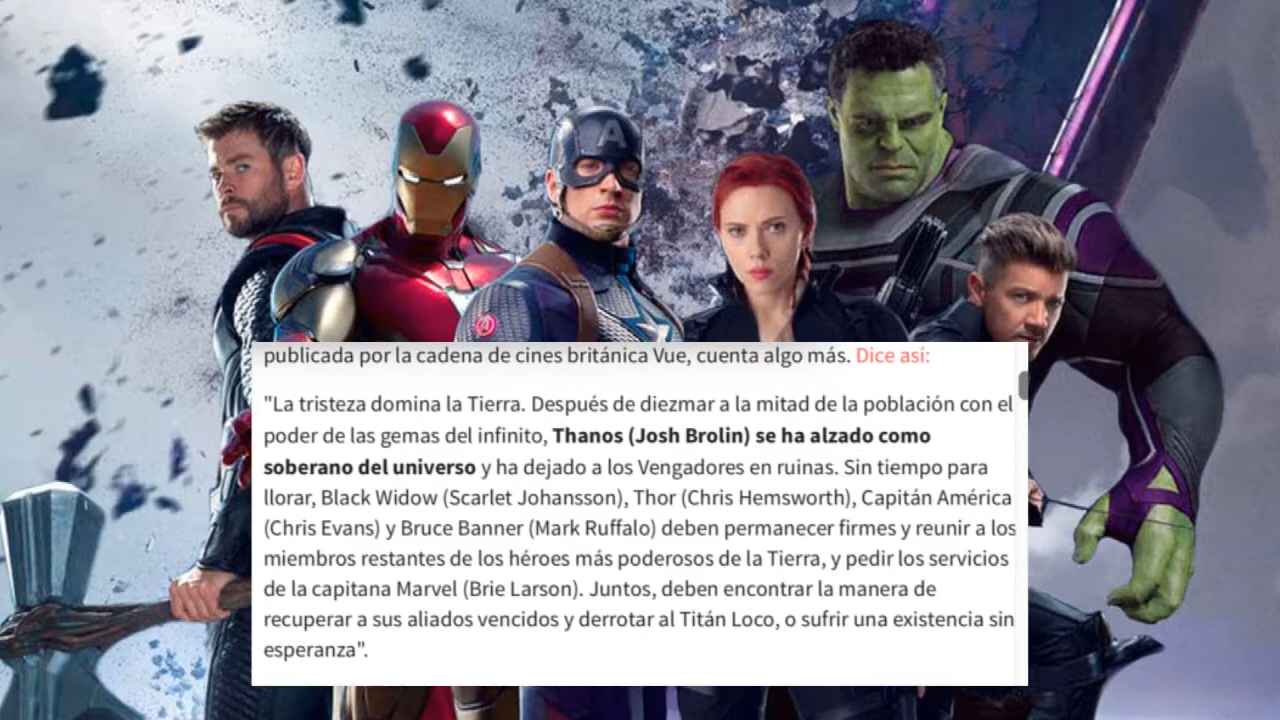 A
publicada por la cadena de cines británica Vue, cuenta algo más. Dice así:
"La tristeza domina la Tierra. Después de diezmar a la mitad de la población con el
poder de las gemas del infinito, Thanos (Josh Brolin) se ha alzado como
soberano del universo y ha dejado a los Vengadores en ruinas. Sin tiempo para
llorar, Black Widow (Scarlet Johansson), Thor (Chris Hemsworth), Capitán América
(Chris Evans) y Bruce Banner (Mark Ruffalo) deben permanecer firmes y reunir a los
miembros restantes de los héroes más poderosos de la Tierra, y pedir los servicios
de la capitana Marvel (Brie Larson). Juntos, deben encontrar la manera de
recuperar a sus aliados vencidos y derrotar al Titán Loco, o sufrir una existencia sin
esperanza".